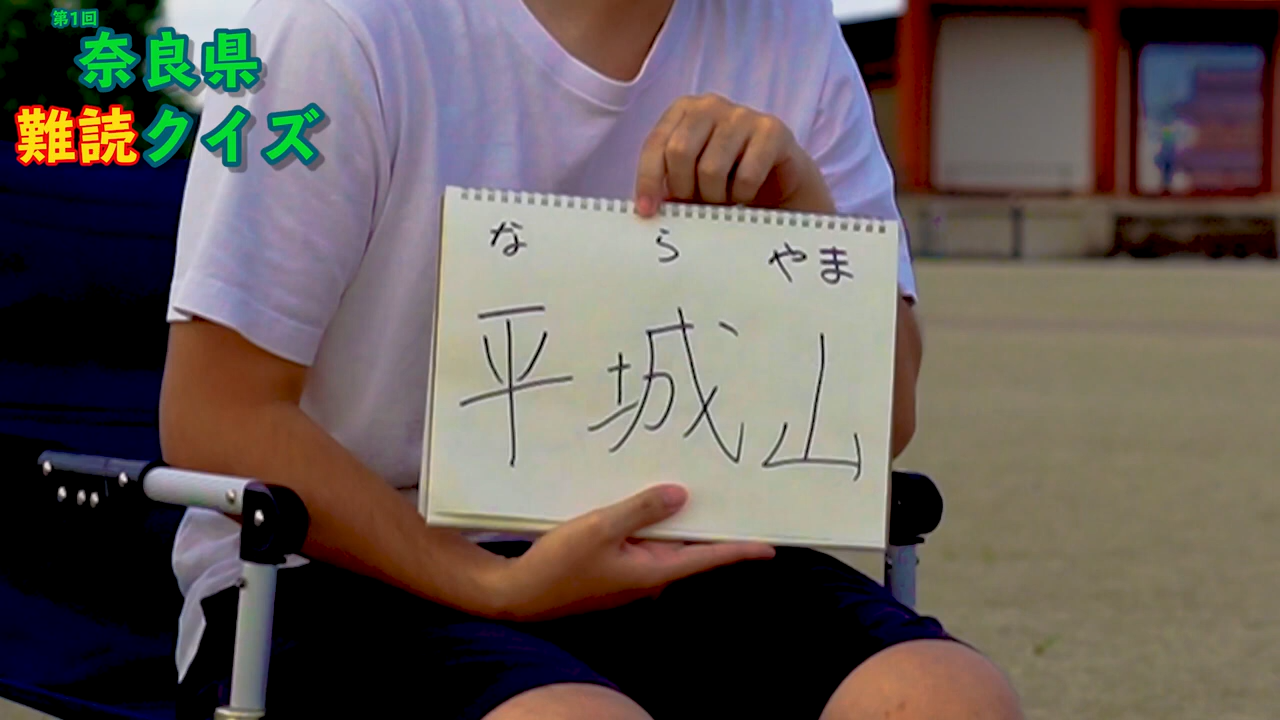 第1回
奈良県
難読クイズ
な ら やま
平城山